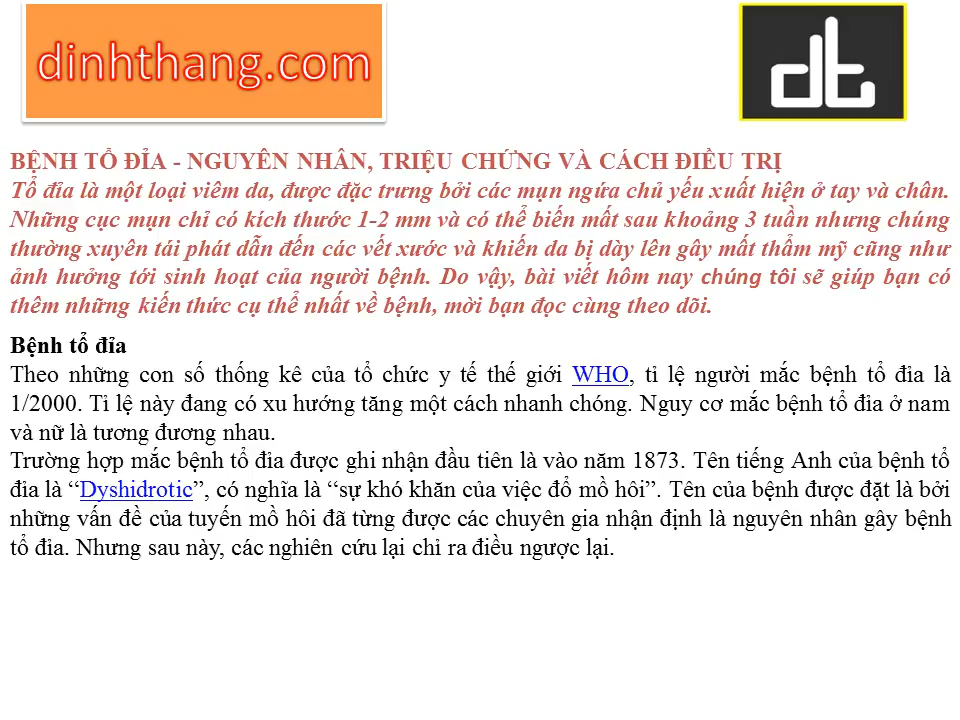 dinhthang.com
dt
BỆNH TỔ ĐỈA - NGUYÊN NHÂN, TRIỆU CHỨNG VÀ CÁCH ĐIỀU TRỊ
Tổ đỉa là một loại viêm da, được đặc trưng bởi các mụn ngứa chủ yếu xuất hiện ở tay và chân.
Những cục mụn chỉ có kích thước 1-2 mm và có thể biến mất sau khoảng 3 tuần nhưng chúng
thường xuyên tái phát dẫn đến các vết xước và khiến da bị dày lên gây mất thẩm mỹ cũng như
ảnh hưởng tới sinh hoạt của người bệnh. Do vậy, bài viết hôm nay chúng tôi sẽ giúp bạn có
thêm những kiến thức cụ thể nhất về bệnh, mời bạn đọc cùng theo dõi.
Bệnh tổ đỉa
Theo những con số thống kê của tổ chức y tế thế giới WHO, tỉ lệ người mắc bệnh tổ đỉa là
1/2000. Tỉ lệ này đang có xu hướng tăng một cách nhanh chóng. Nguy cơ mắc bệnh tổ đỉa ở nam
và nữ là tương đương nhau.
Trường hợp mắc bệnh tổ đỉa được ghi nhận đầu tiên là vào năm 1873. Tên tiếng Anh của bệnh tổ
đỉa là “Dyshidrotic”, có nghĩa là “sự khó khăn của việc đổ mồ hôi”. Tên của bệnh được đặt là bởi
những vấn đề của tuyến mồ hôi đã từng được các chuyên gia nhận định là nguyên nhân gây bệnh
tổ đỉa. Nhưng sau này, các nghiên cứu lại chỉ ra điều ngược lại.